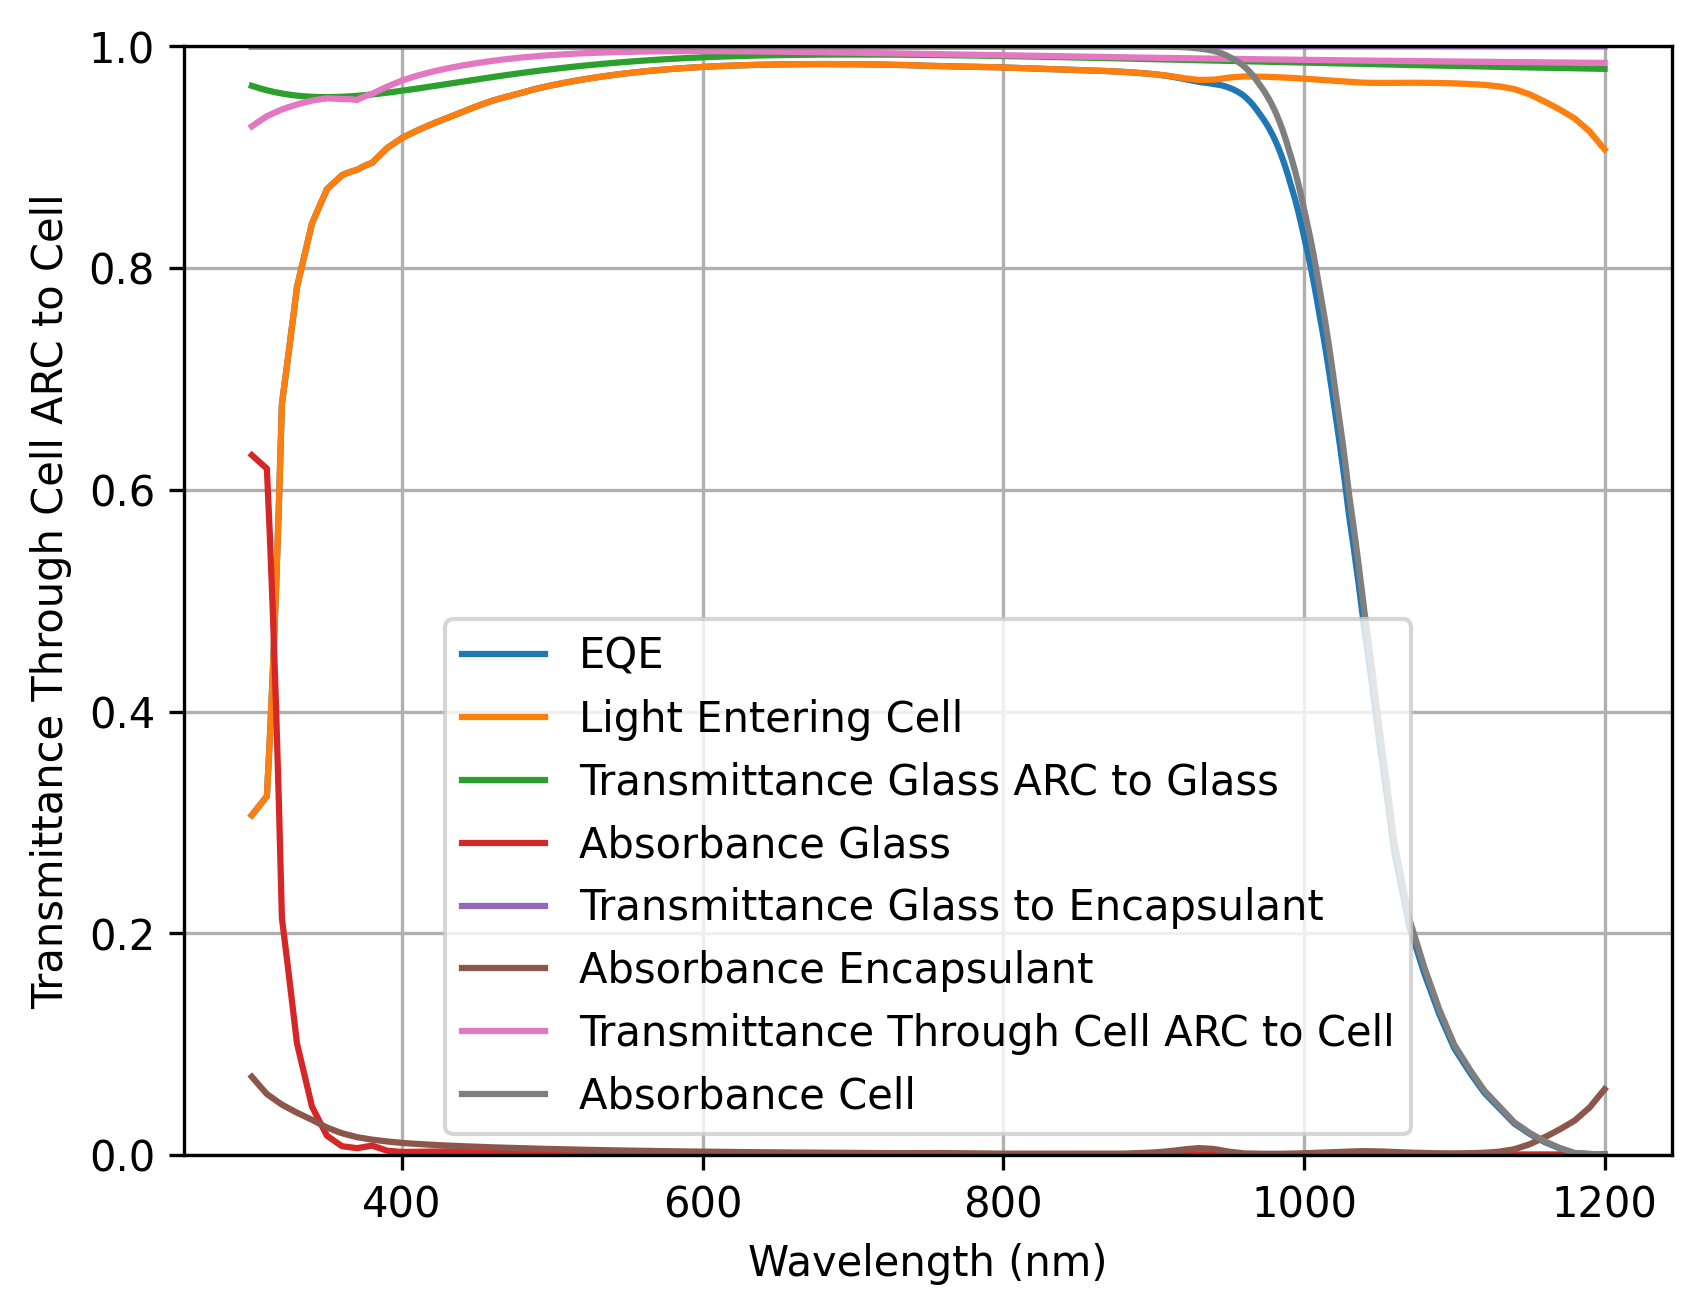 Transmittance Through Cell ARC to Cell
1.0
0.8
0.6
0.4
0.2
0.0
EQE
Light Entering Cell
Transmittance Glass ARC to Glass
Absorbance Glass
Transmittance Glass to Encapsulant
Absorbance Encapsulant
Transmittance Through Cell ARC to Cell
Absorbance Cell
400 600 800 1000 1200
Wavelength (nm)